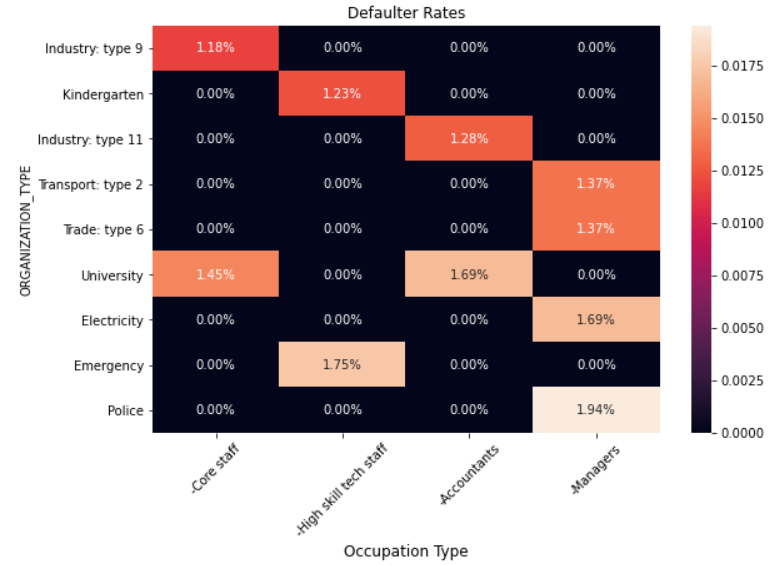 Defaulter Rates
ORGANIZATION_TYPE
Industry: type 9 1.18% 0.00% 0.00% 0.00%
Kindergarten 0.00% 1.23% 0.00% 0.00%
Industry: type 11 0.00% 0.00% 1.28% 0.00%
Transport: type 2 0.00% 0.00% 0.00% 1.37%
Trade: type 6 0.00% 0.00% 0.00% 1.37%
University 1.45% 0.00% 1.69% 0.00%
Electricity 0.00% 0.00% 0.00% 1.69%
Emergency 0.00% 1.75% 0.00% 0.00%
Police 0.00% 0.00% 0.00% 1.94%
-Core staff
-High skill tech staff
-Accountants
-Managers
Occupation Type
0.0175
0.0150
0.0125
0.0100
0.0075
0.0050
0.0025
0.0000